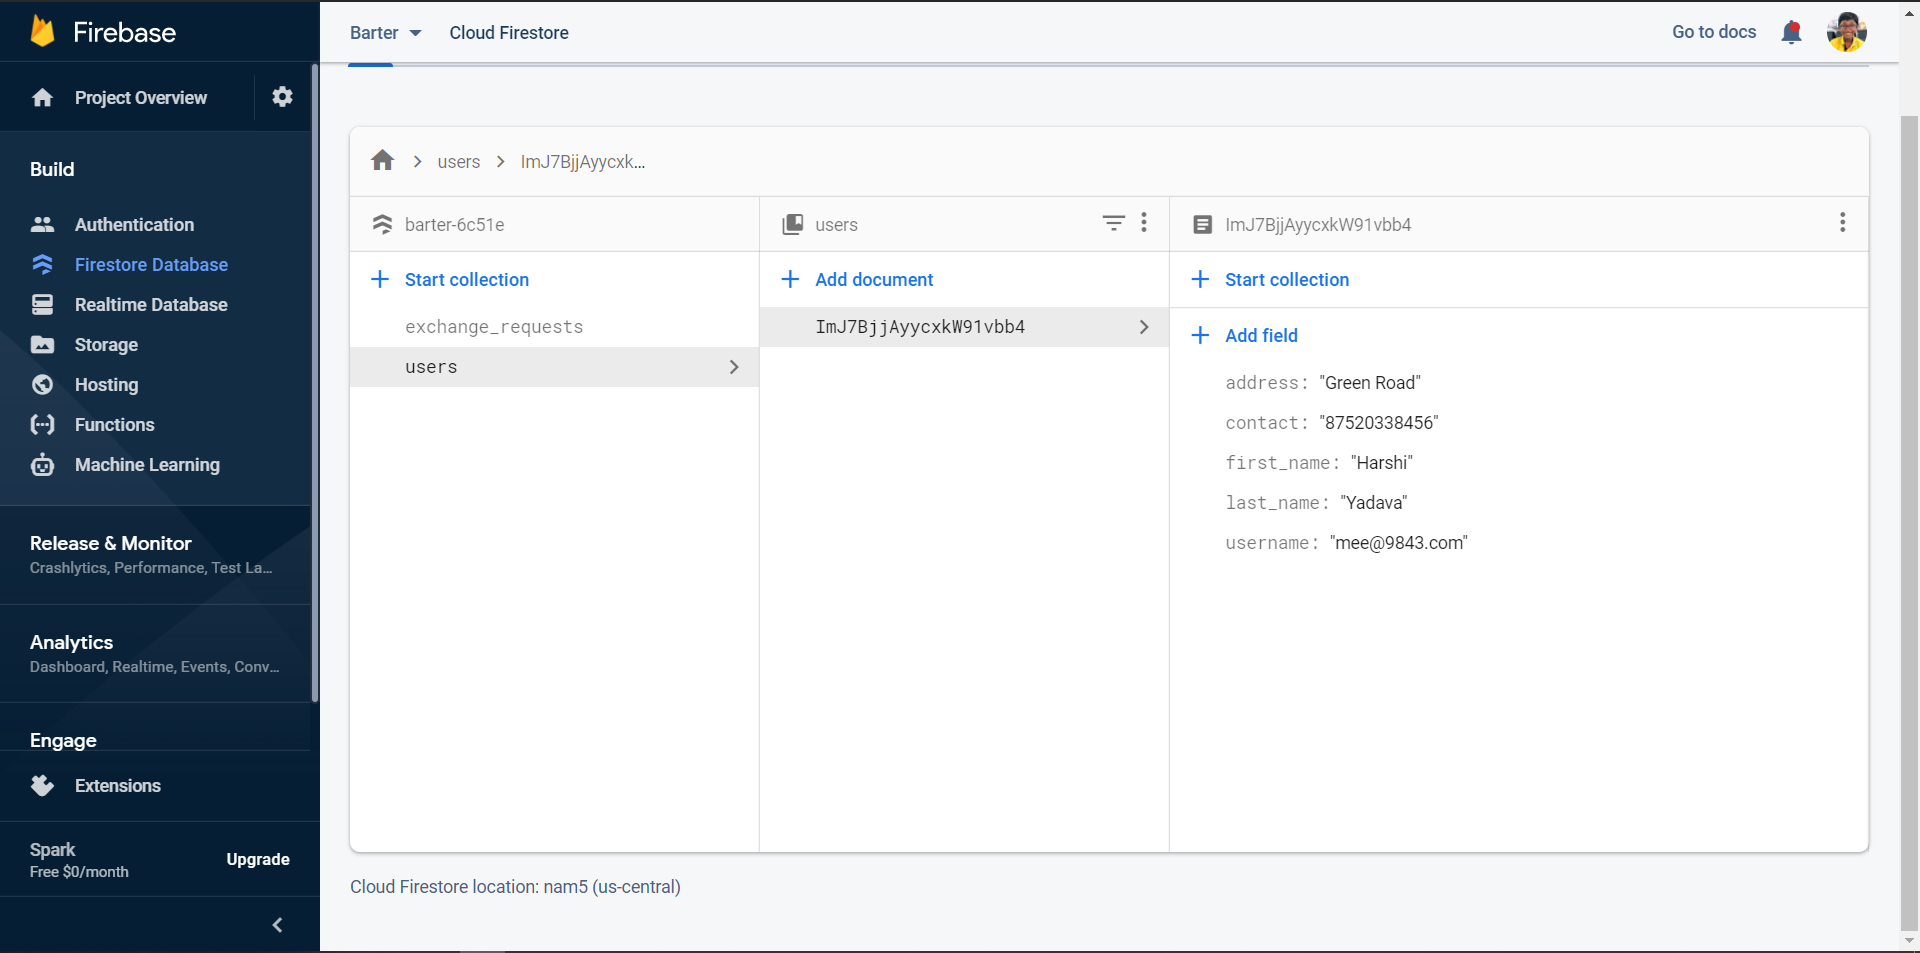 Firebase
Project Overview
Build
Authentication
Firestore Database
Realtime Database
Storage
Hosting
Functions
Machine Learning
Release & Monitor
Crashlytics, Performance, Test La...
Analytics
Dashboard, Realtime, Events, Conv...
Engage
Extensions
Spark
Free $0/month
Upgrade
Barter
Cloud Firestore
Go to docs
users
ImJ7BjjAyycxk...
barter-6c51e
Start collection
exchange_requests
users
users
Add document
ImJ7BjjAyycxkW91vbb4
ImJ7BjjAyycxkW91vbb4
Start collection
Add field
address: "Green Road"
contact: "87520338456"
first_name: "Harshi"
last_name: "Yadava"
username: "mee@9843.com"
Cloud Firestore location: nam5 (us-central)